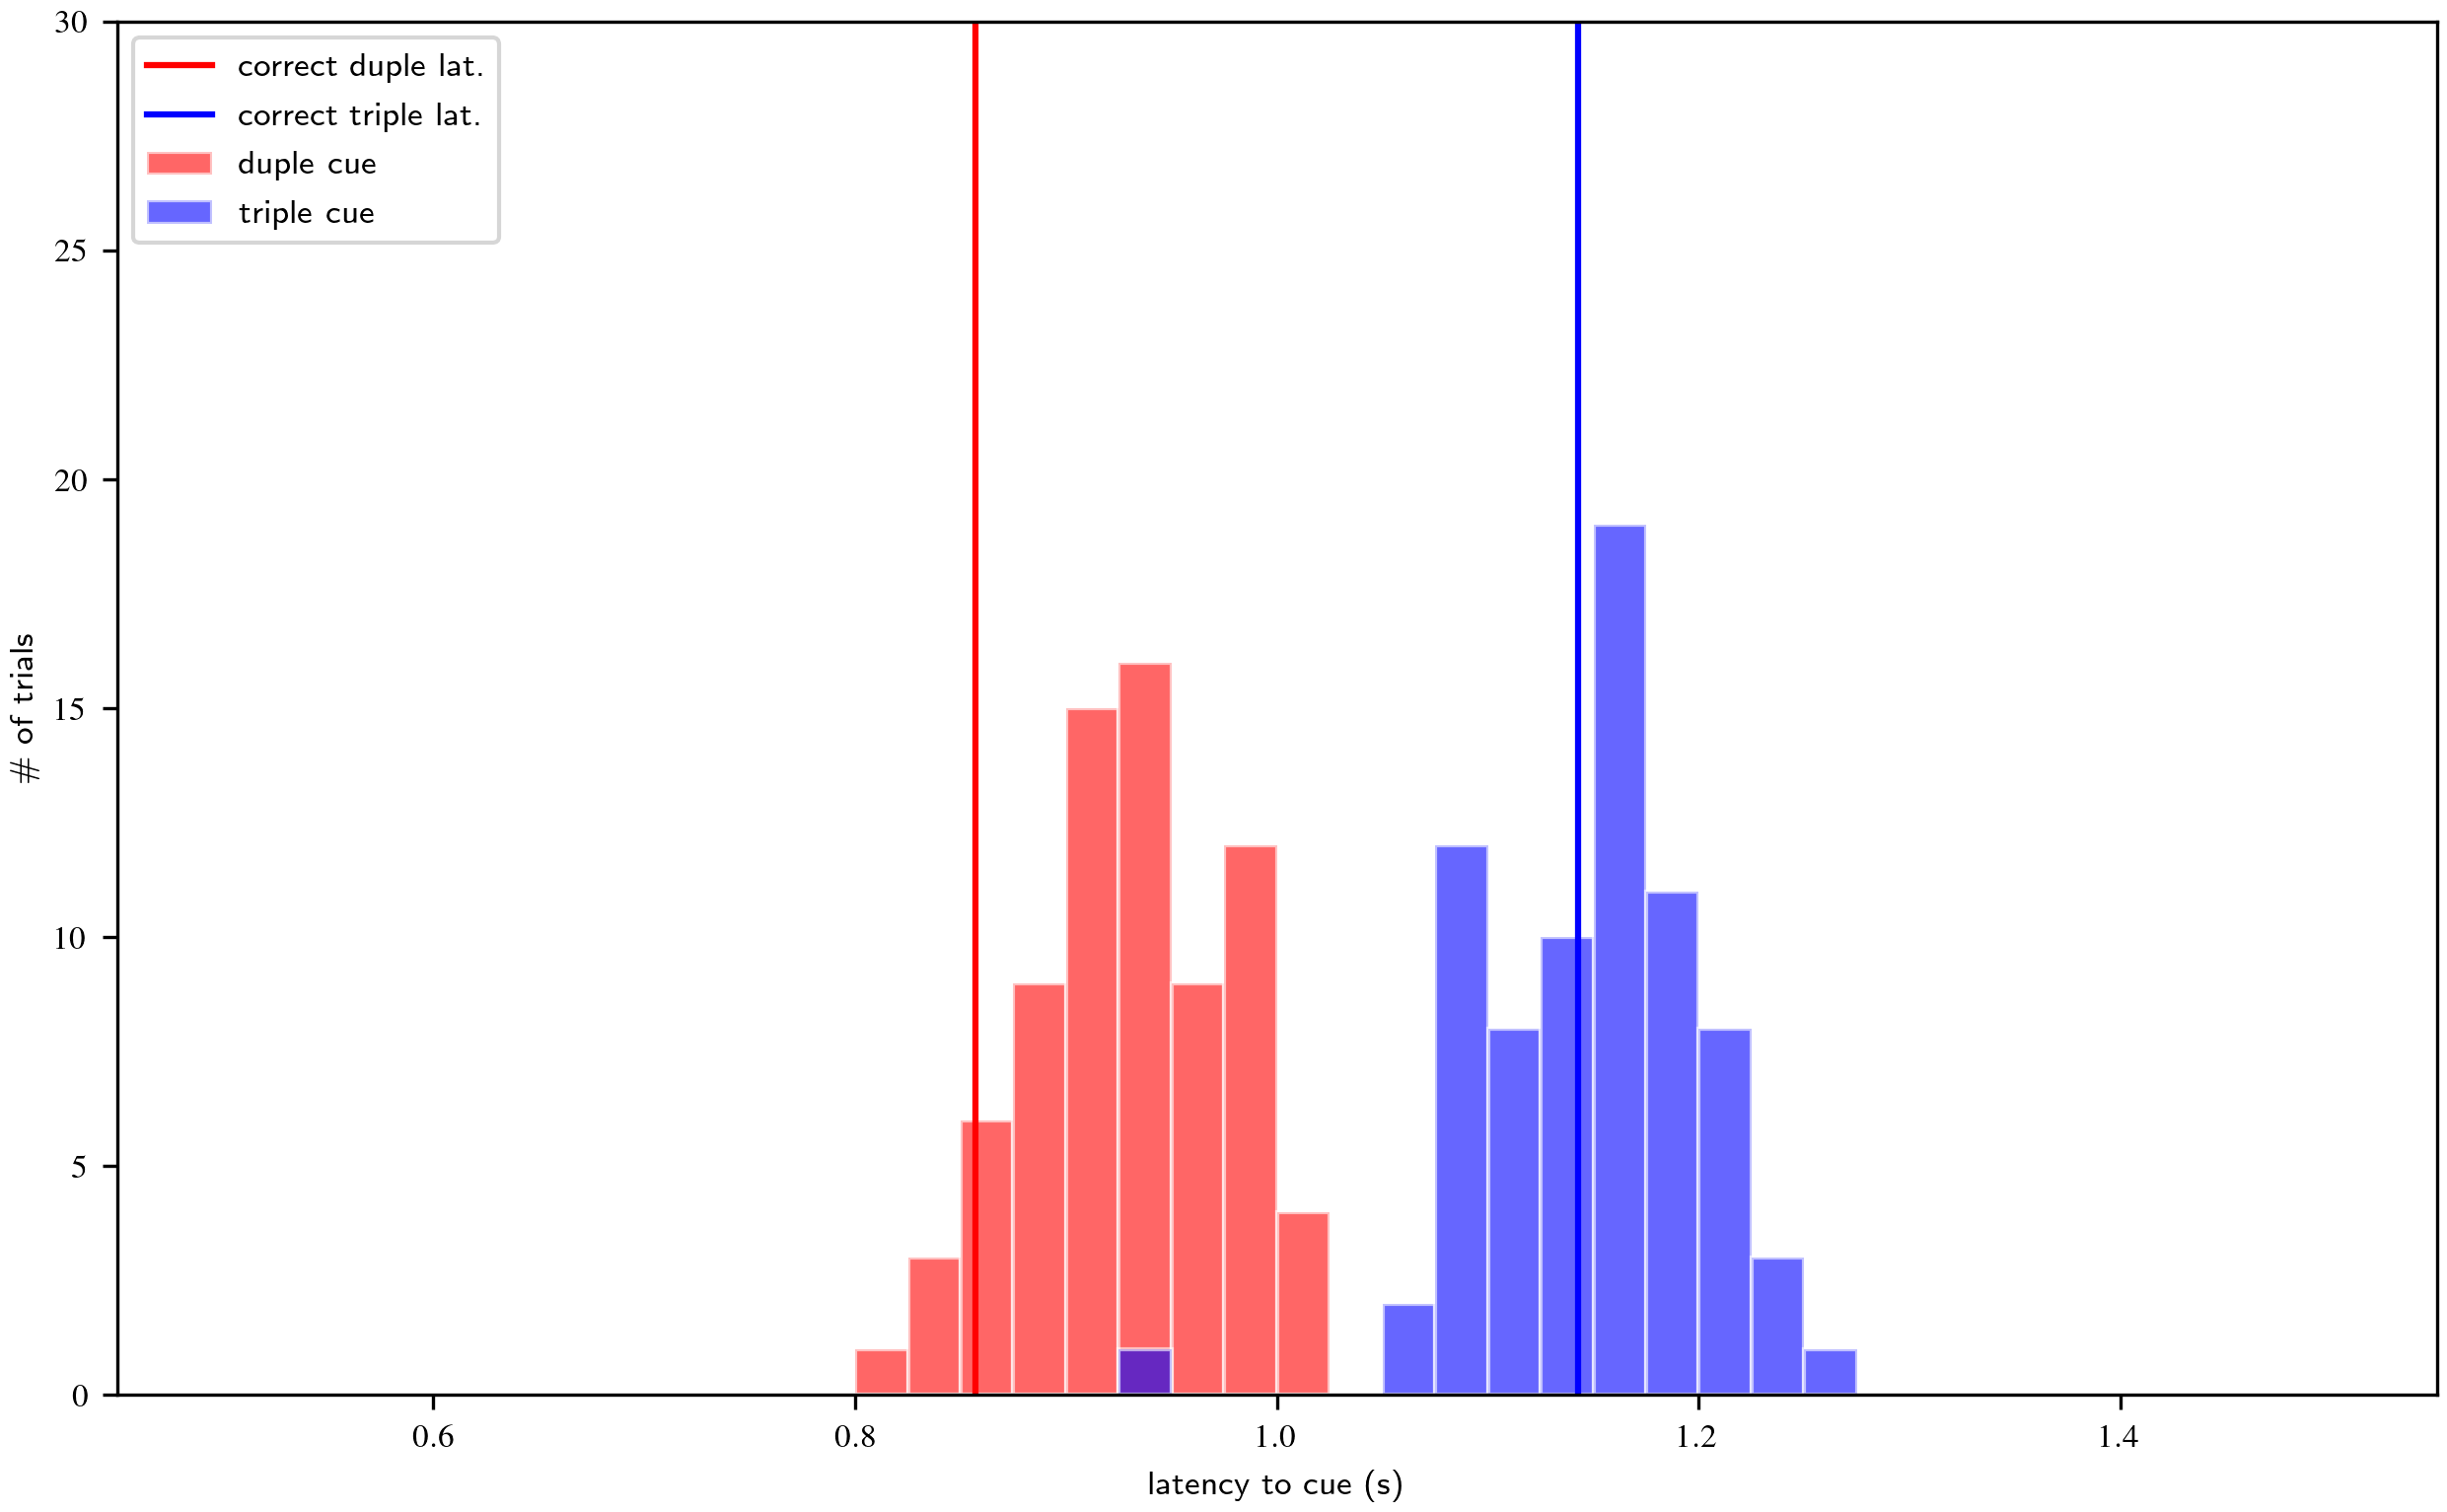 30
25
20
15
10
5
0
# of trials
correct duple lat.
correct triple lat.
duple cue
triple cue
0.6
0.8
1.0
1.2
1.4
latency to cue (s)